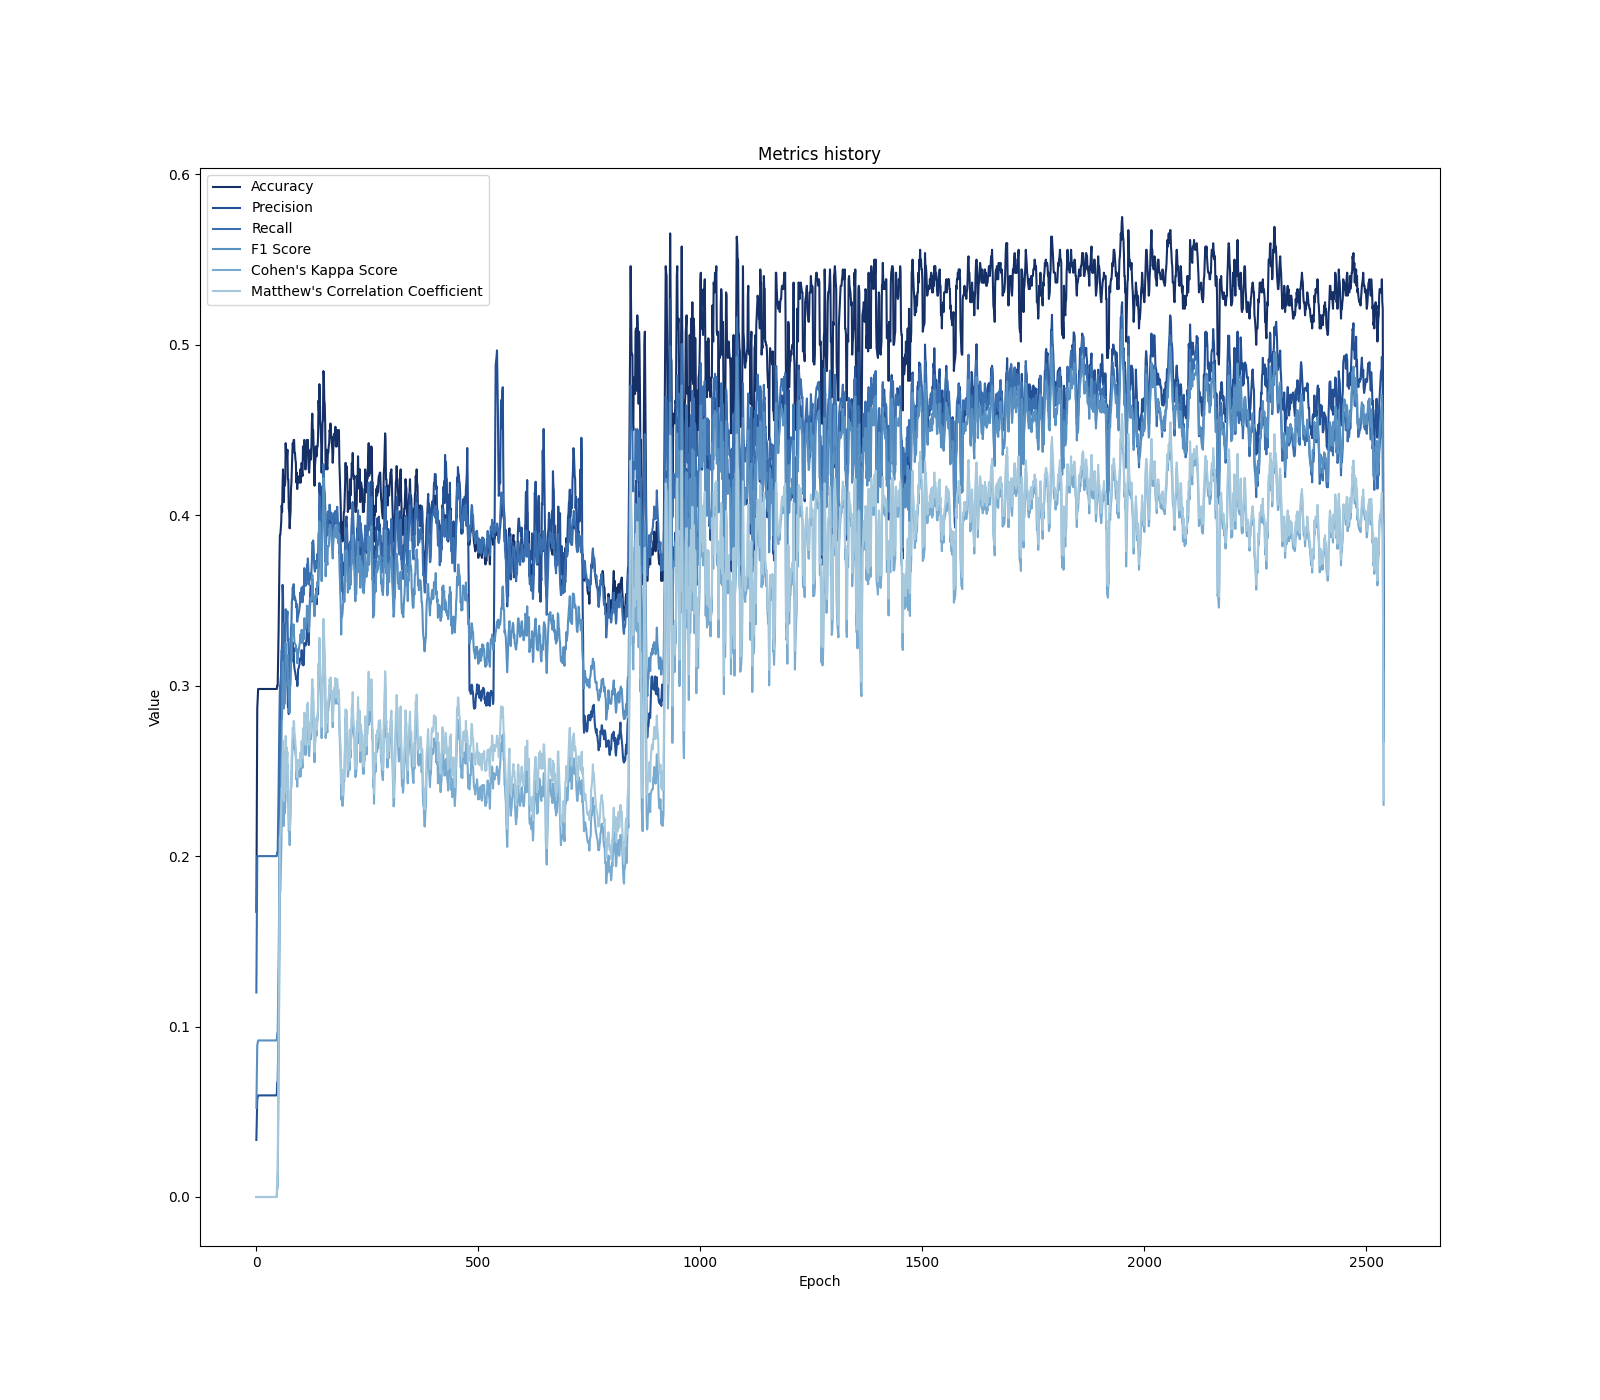 Metrics history
0.6
0.5
0.4
0.3
0.2
0.1
0.0
Value
Accuracy
Precision
Recall
F1 Score
Cohen's Kappa Score
Matthew's Correlation Coefficient
0 500 1000 1500 2000 2500
Epoch